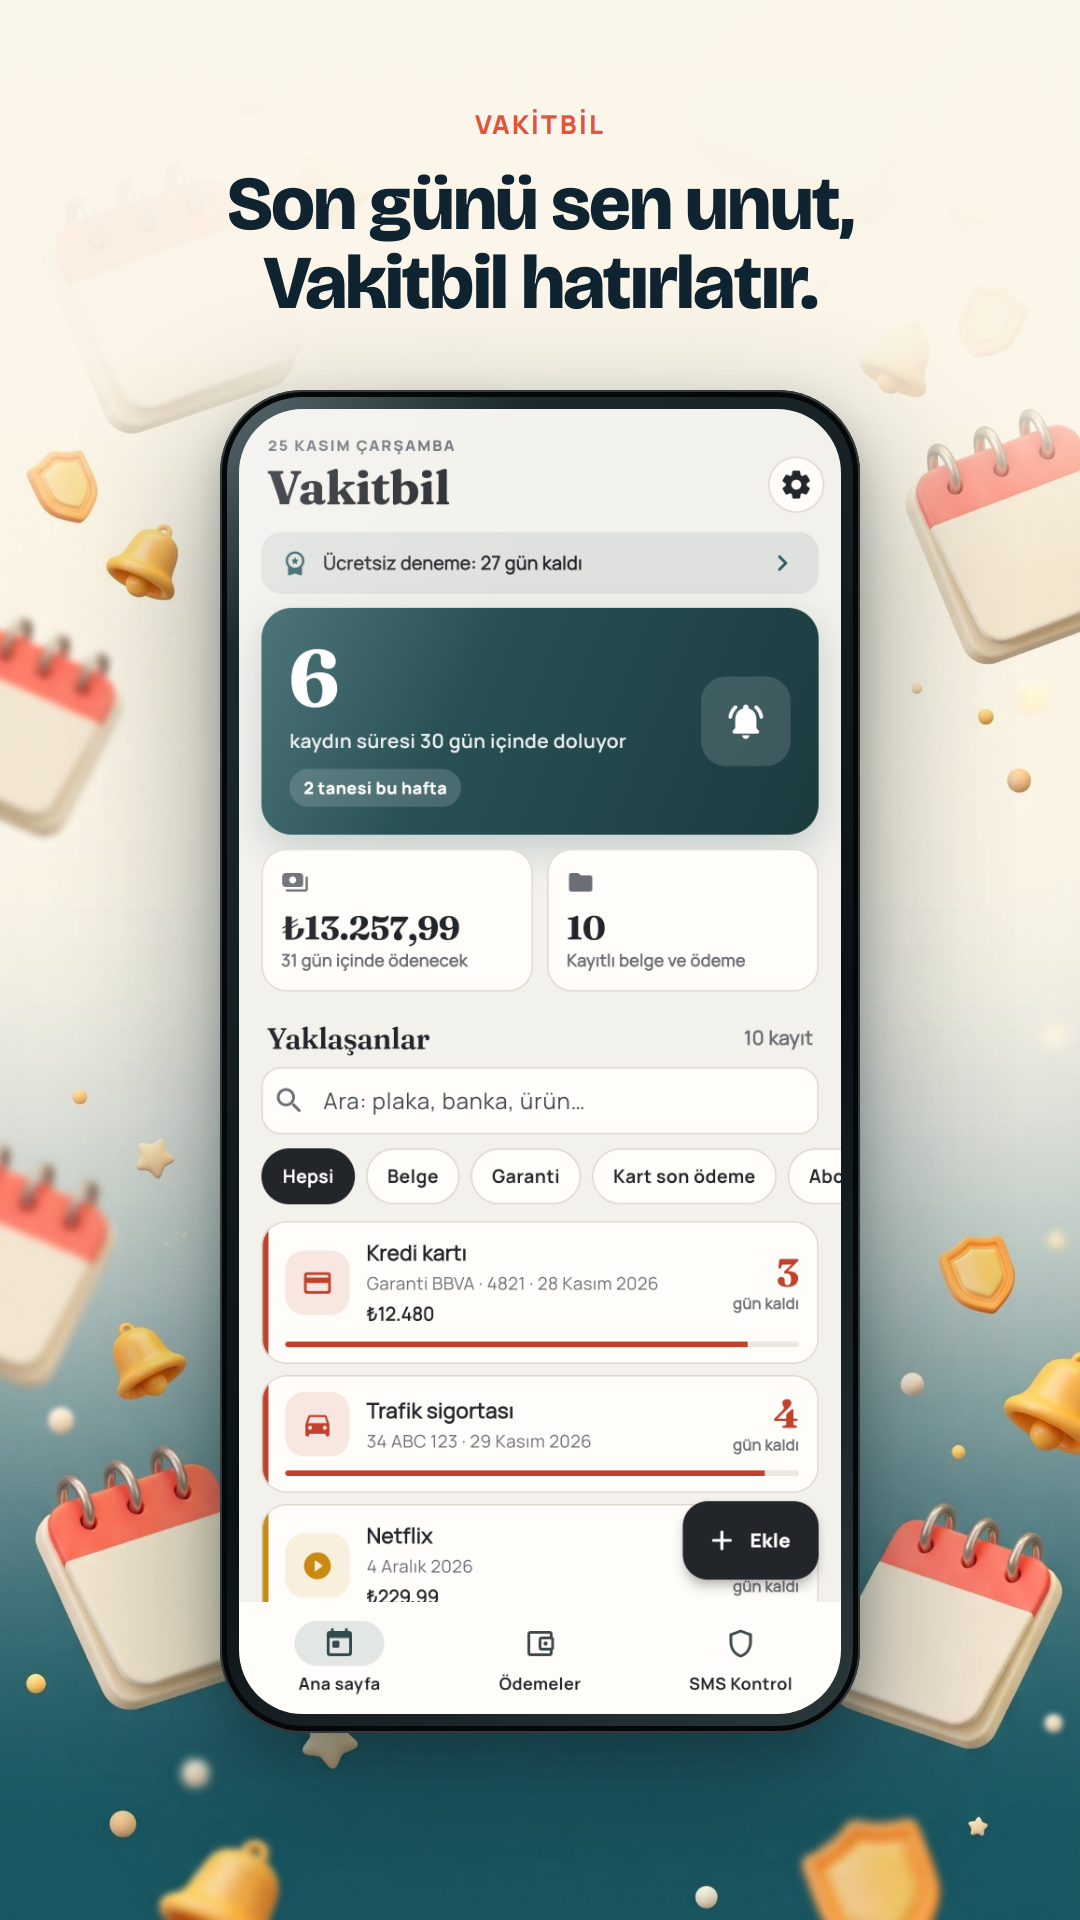 VAKİTBİL
Son günü sen unut,
Vakitbil hatırlatır.
25 KASIM ÇARŞAMBA
Vakitbil
Ücretsiz deneme: 27 gün kaldı
6
kaydın süresi 30 gün içinde doluyor
2 tanesi bu hafta
₺13.257,99
31 gün içinde ödenecek
10
Kayıtlı belge ve ödeme
Yaklaşanlar
10 kayıt
Ara: plaka, banka, ürün...
Hepsi
Belge
Garanti
Kart son ödeme
Abo
Kredi kartı
Garanti BBVA · 4821 · 28 Kasım 2026
₺12.480
3
gün kaldı
Trafik sigortası
34 ABC 123 · 29 Kasım 2026
4
gün kaldı
Netflix
4 Aralık 2026
₺229,99
gün kaldı
Ekle
Ana sayfa
Ödemeler
SMS Kontrol